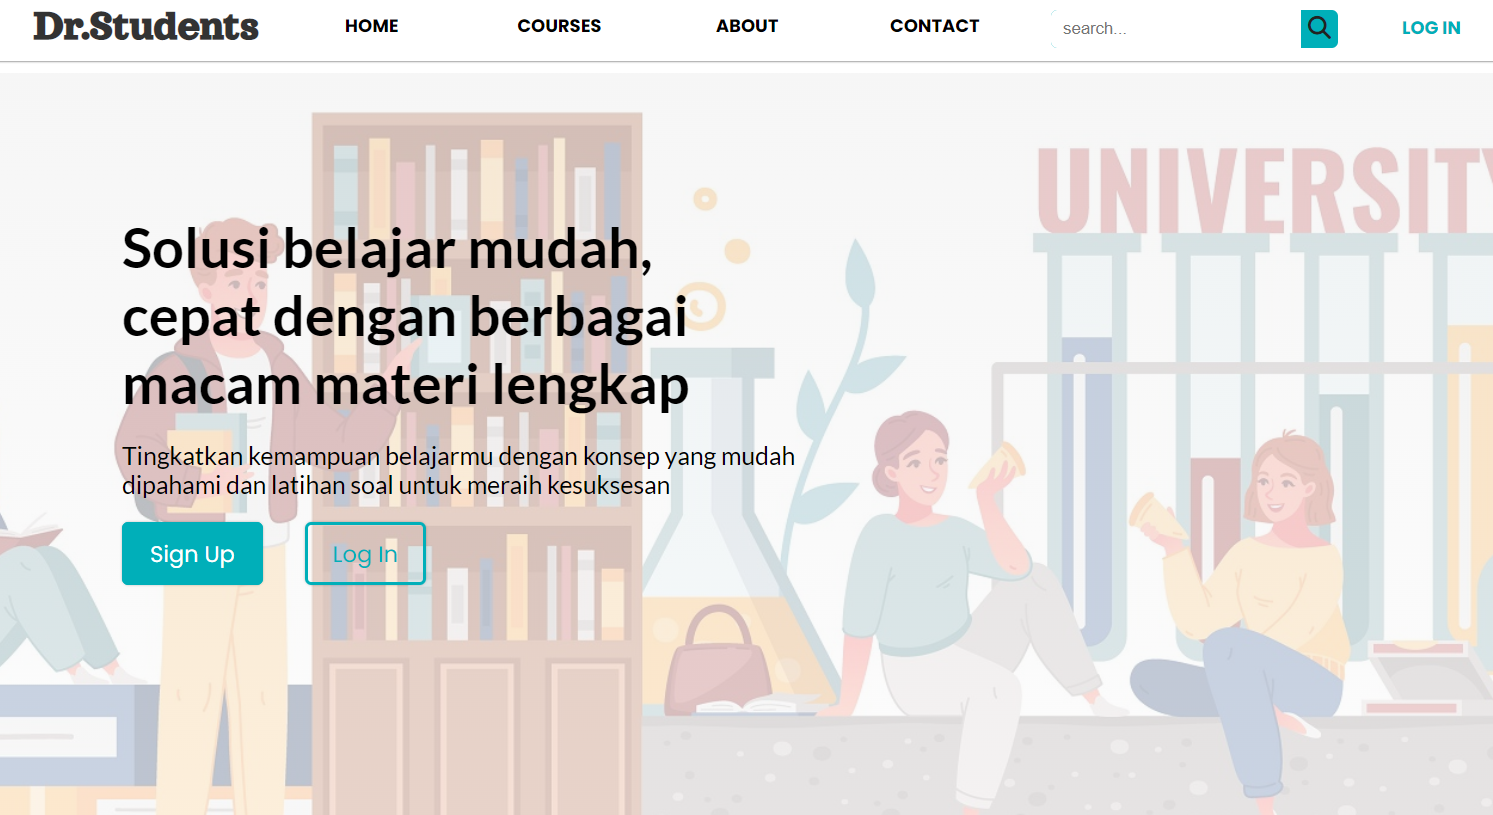 Dr.Students
HOME
COURSES
ABOUT
CONTACT
search...
LOG IN
UNIVERSITY
Solusi belajar mudah,
cepat dengan berbagai
macam materi lengkap
Tingkatkan kemampuan belajarmu dengan konsep yang mudah
dipahami dan latihan soal untuk meraih kesuksesan
Sign Up
Log In